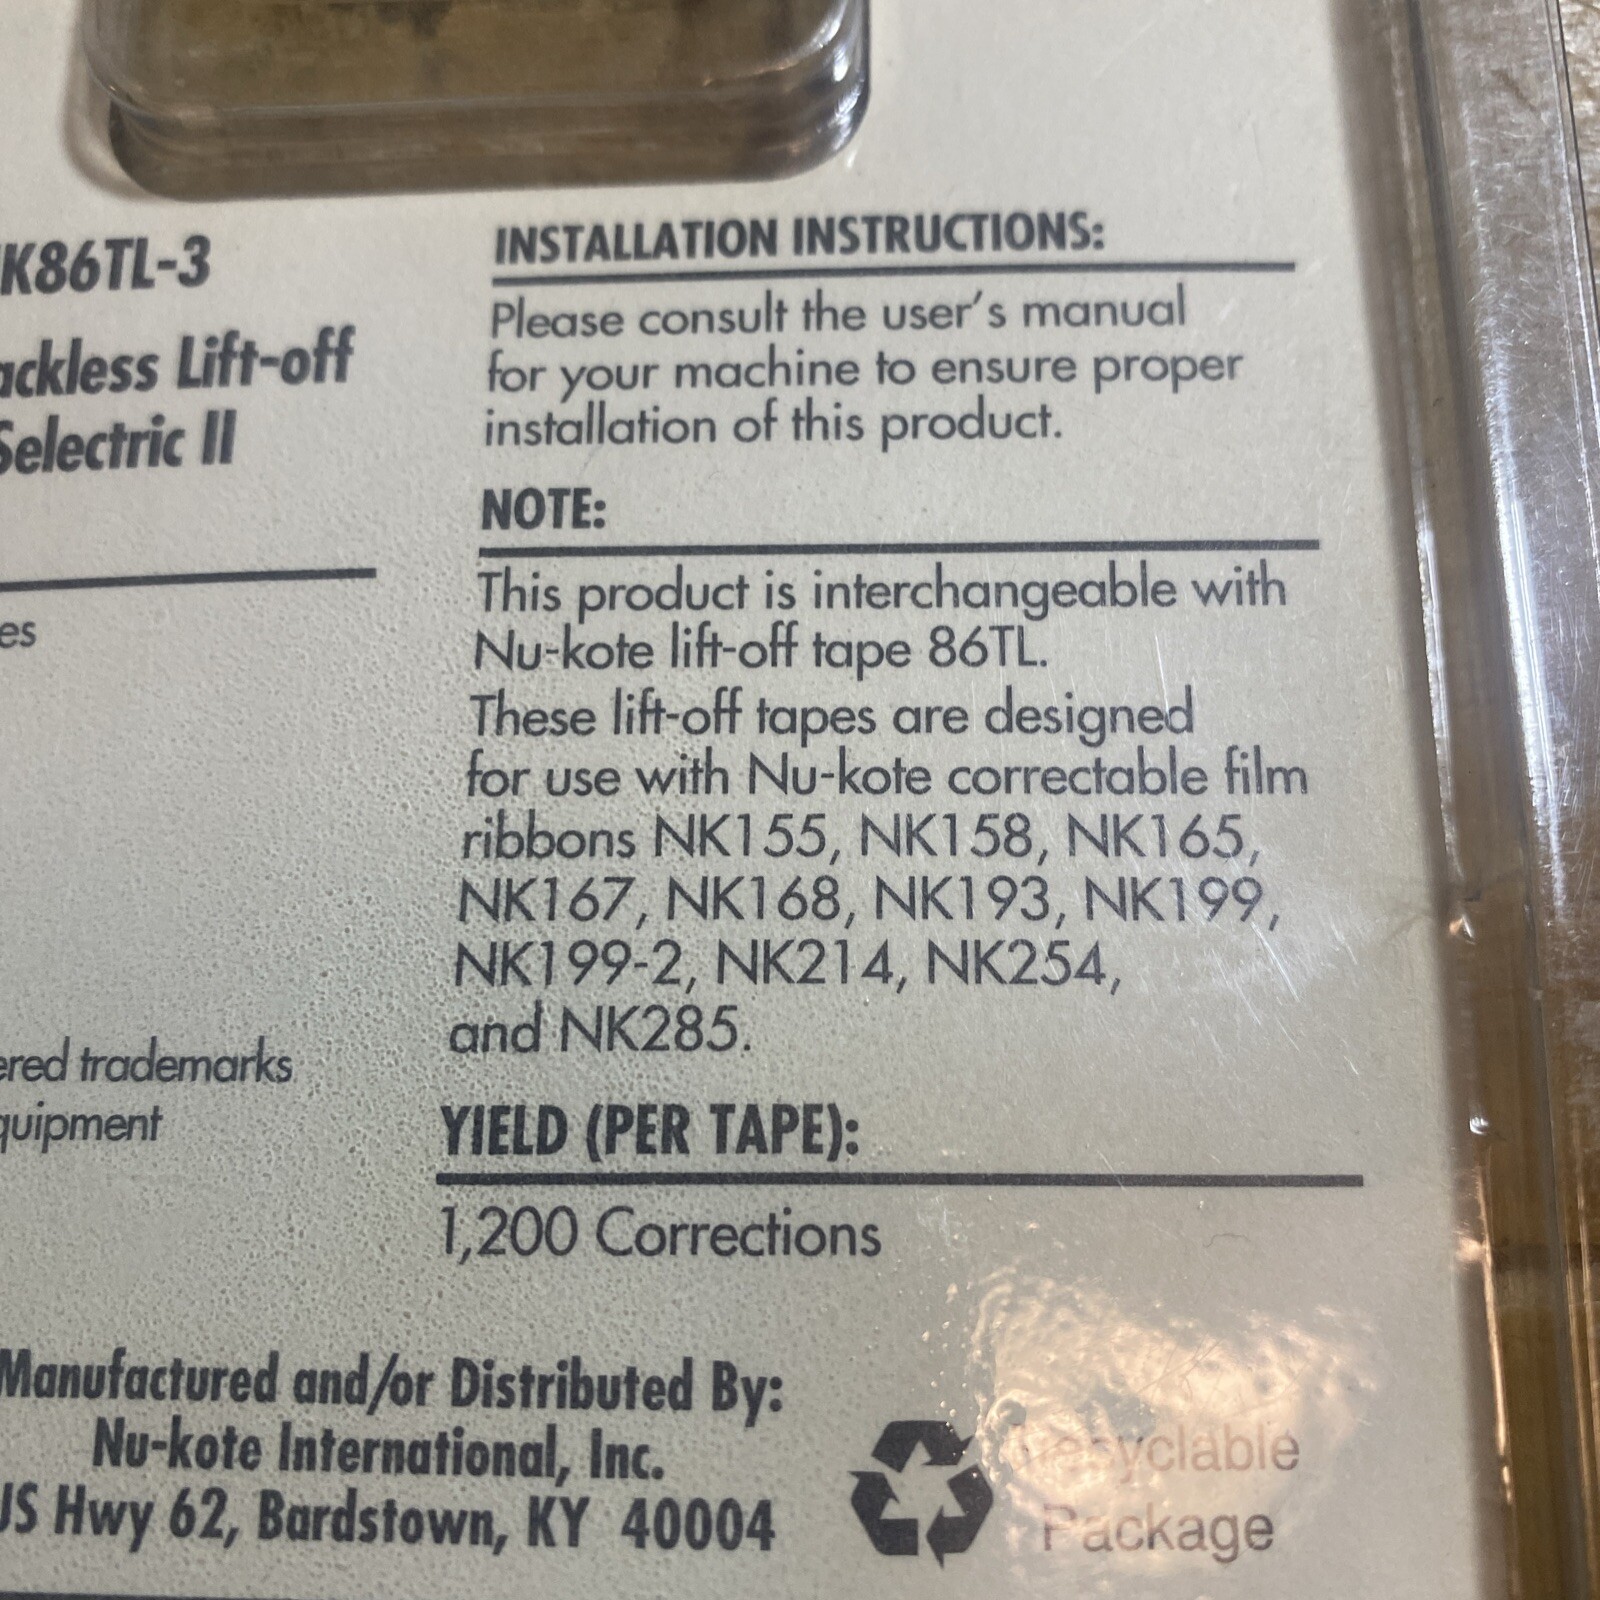 K86TL-3
ackless Lift-off
Selectric II
es
ered trademarks
quipment
INSTALLATION INSTRUCTIONS:
Please consult the user's manual
for your machine to ensure proper
installation of this product.
NOTE:
This product is interchangeable with
Nu-kote lift-off tape 86TL.
These lift-off tapes are designed
for use with Nu-kote correctable film
ribbons NK155, NK158, NK165,
NK167, NK168, NK193, NK199,
NK199-2, NK214, NK254,
and NK285.
YIELD (PER TAPE):
1,200 Corrections
Manufactured and/or Distributed By:
Nu-kote International, Inc.
US Hwy 62, Bardstown, KY 40004
Recyclable
Package